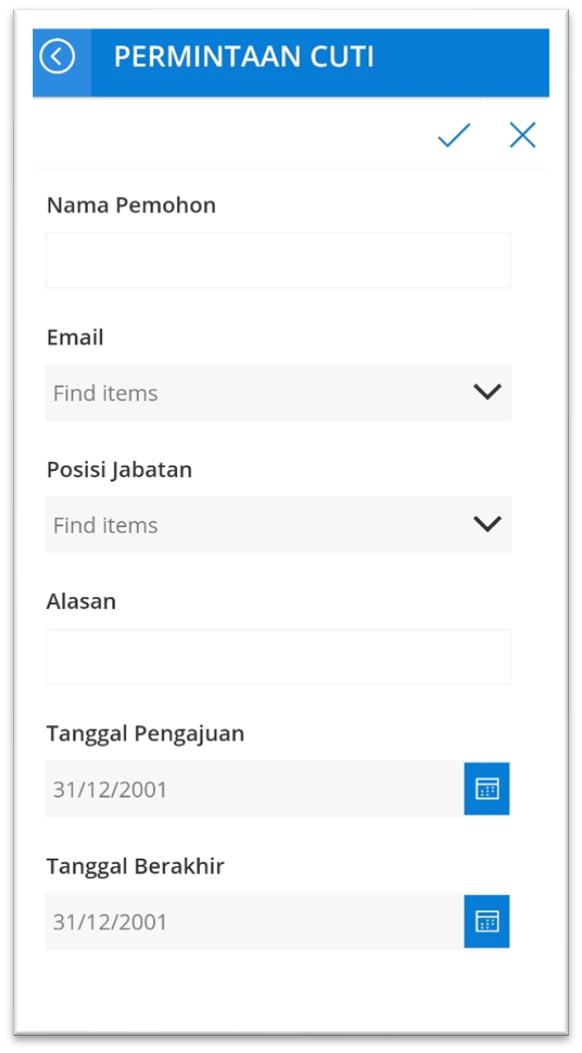 PERMINTAAN CUTI
Nama Pemohon
Email
Find items
Posisi Jabatan
Find items
Alasan
Tanggal Pengajuan
31/12/2001
Tanggal Berakhir
31/12/2001